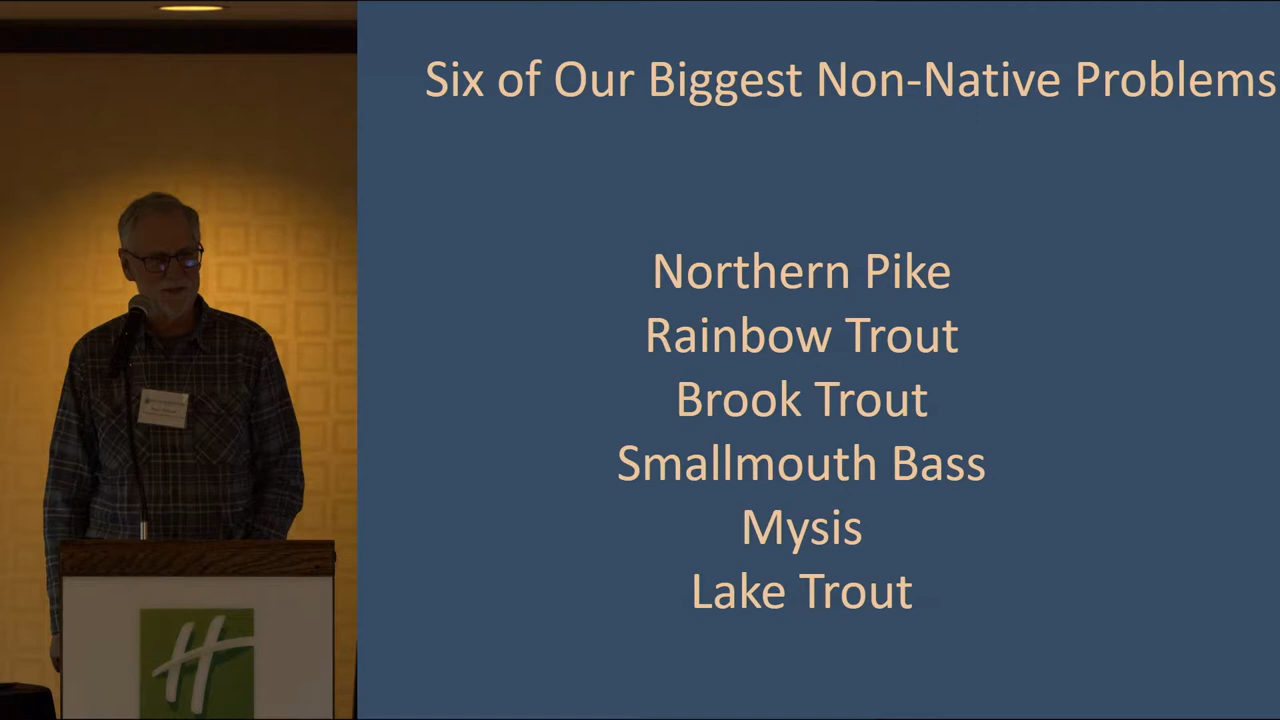 Six of Our Biggest Non-Native Problems
Northern Pike
Rainbow Trout
Brook Trout
Smallmouth Bass
Mysis
Lake Trout
H